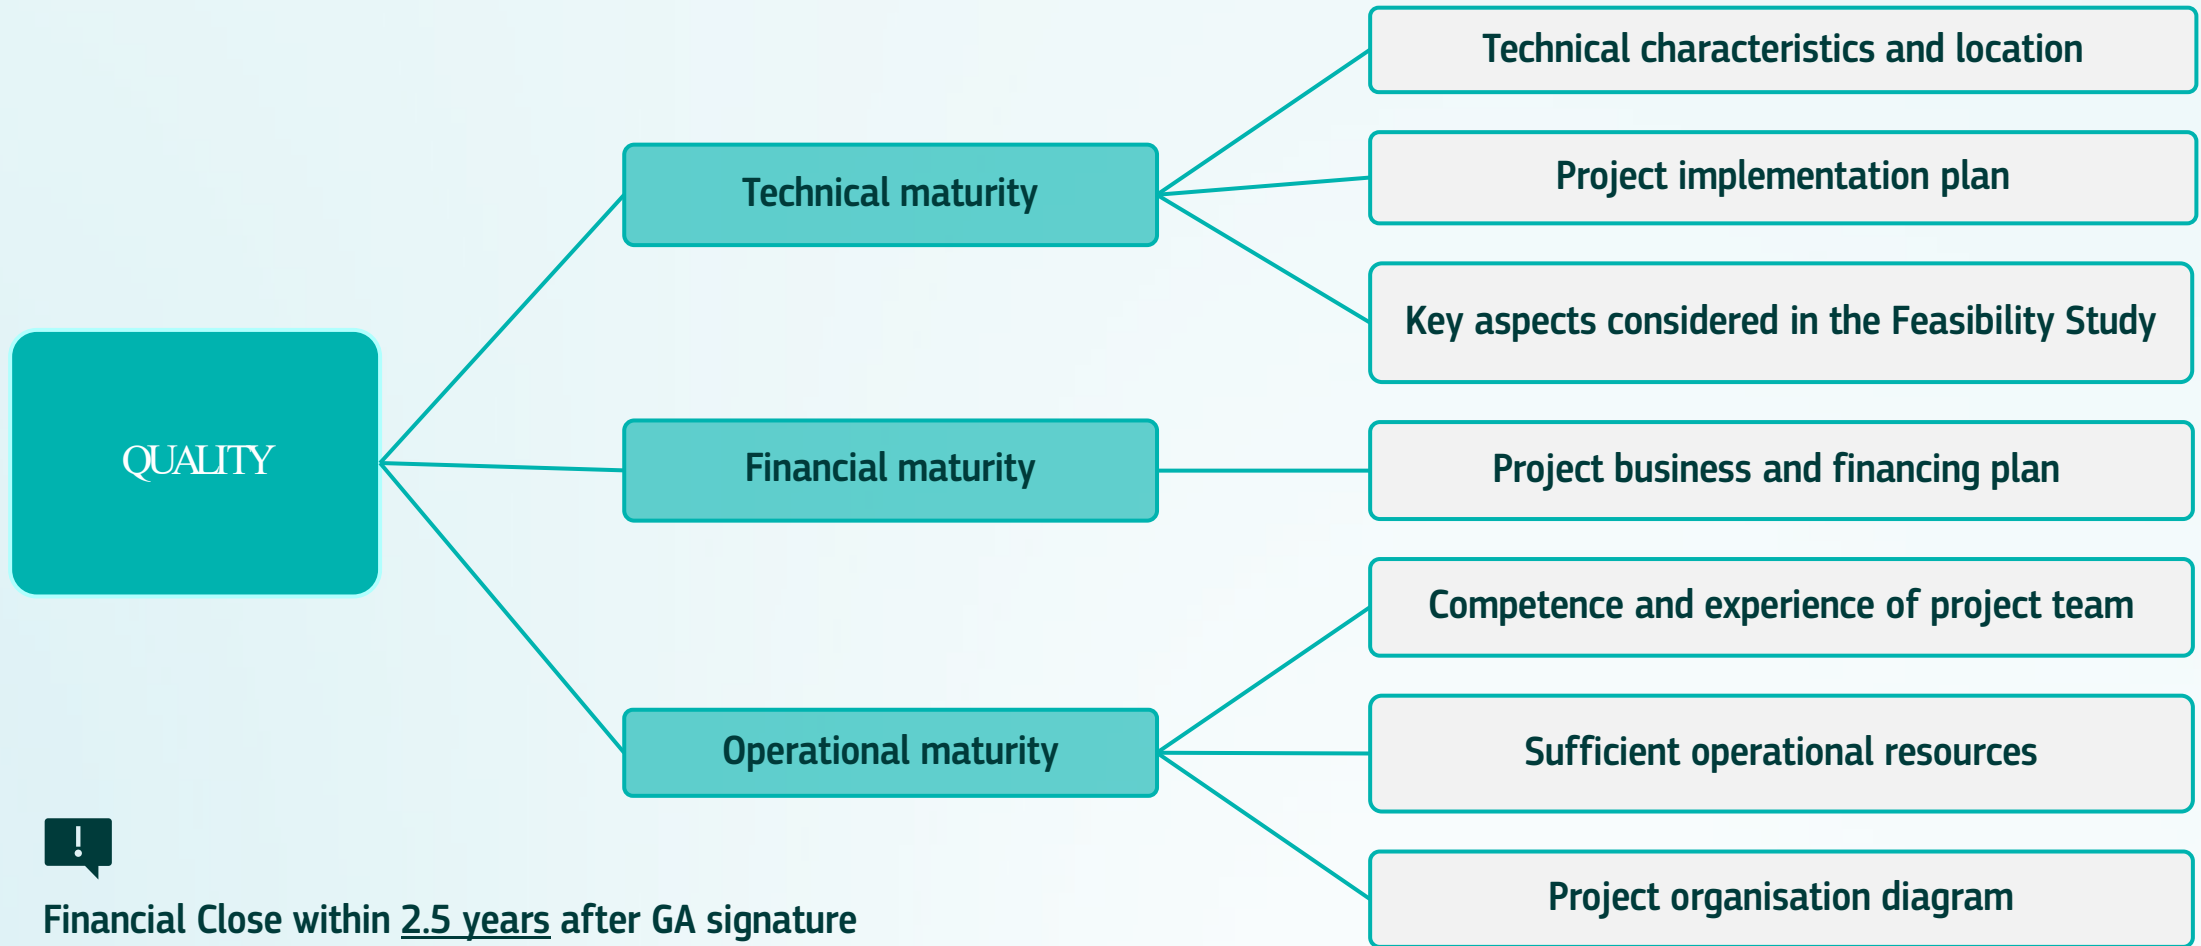 QUALITY
Technical maturity
Technical characteristics and location
Project implementation plan
Key aspects considered in the Feasibility Study
Financial maturity
Project business and financing plan
Operational maturity
Competence and experience of project team
Sufficient operational resources
Project organisation diagram
!
Financial Close within 2.5 years after GA signature